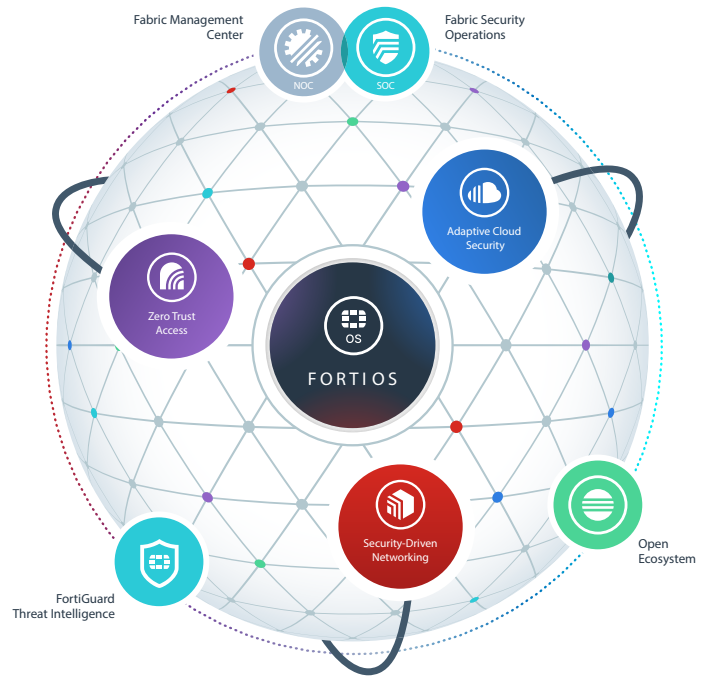 Fabric Management
Center
Fabric Security
Operations
NOC
SOC
Adaptive Cloud
Security
Zero Trust
Access
OS
FORTIOS
Security-Driven
Networking
Open
Ecosystem
FortiGuard
Threat Intelligence